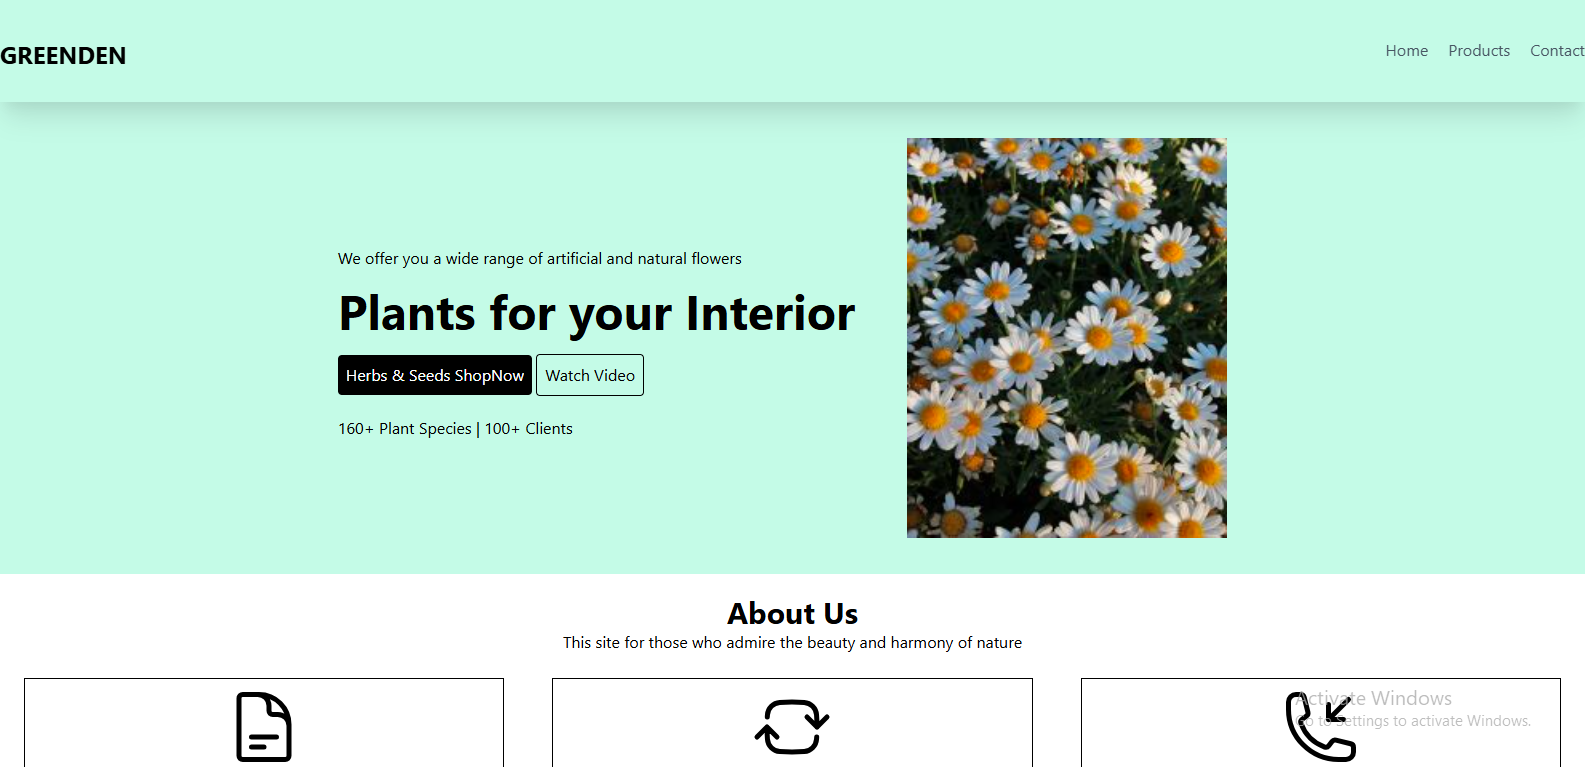 GREENDEN
Home Products Contact
We offer you a wide range of artificial and natural flowers
Plants for your Interior
Herbs & Seeds ShopNow Watch Video
160+ Plant Species | 100+ Clients
About Us
This site for those who admire the beauty and harmony of nature
Activate Windows
Go to Settings to activate Windows.